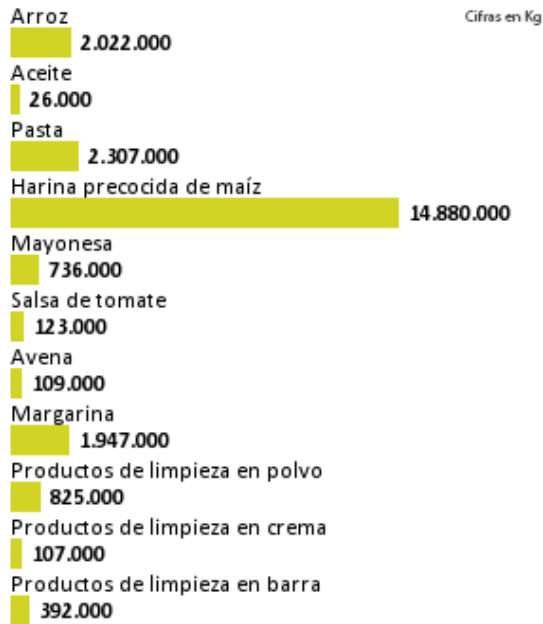 Arroz
Cifras en Kg
2.022.000
Aceite
26.000
Pasta
2.307.000
Harina precocida de maíz
14.880.000
Mayonesa
736.000
Salsa de tomate
123.000
Avena
109.000
Margarina
1.947.000
Productos de limpieza en polvo
825.000
Productos de limpieza en crema
107.000
Productos de limpieza en barra
392.000